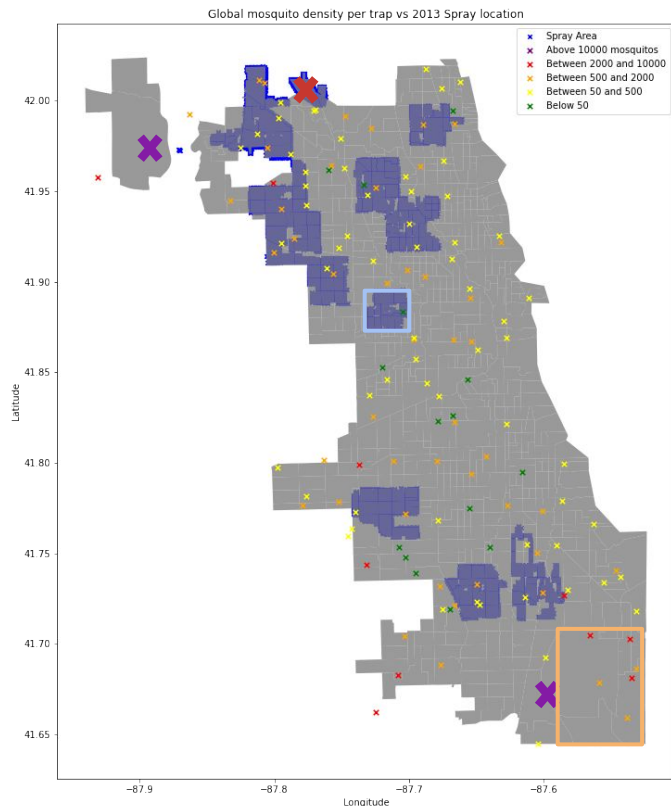 Global mosquito density per trap vs 2013 Spray location
Spray Area
Above 10000 mosquitos
Between 2000 and 10000
Between 500 and 2000
Between 50 and 500
Below 50
42.00
41.95
41.90
41.85
41.80
41.75
41.70
41.65
Latitude
−87.9
−87.8
−87.7
−87.6
Longitude